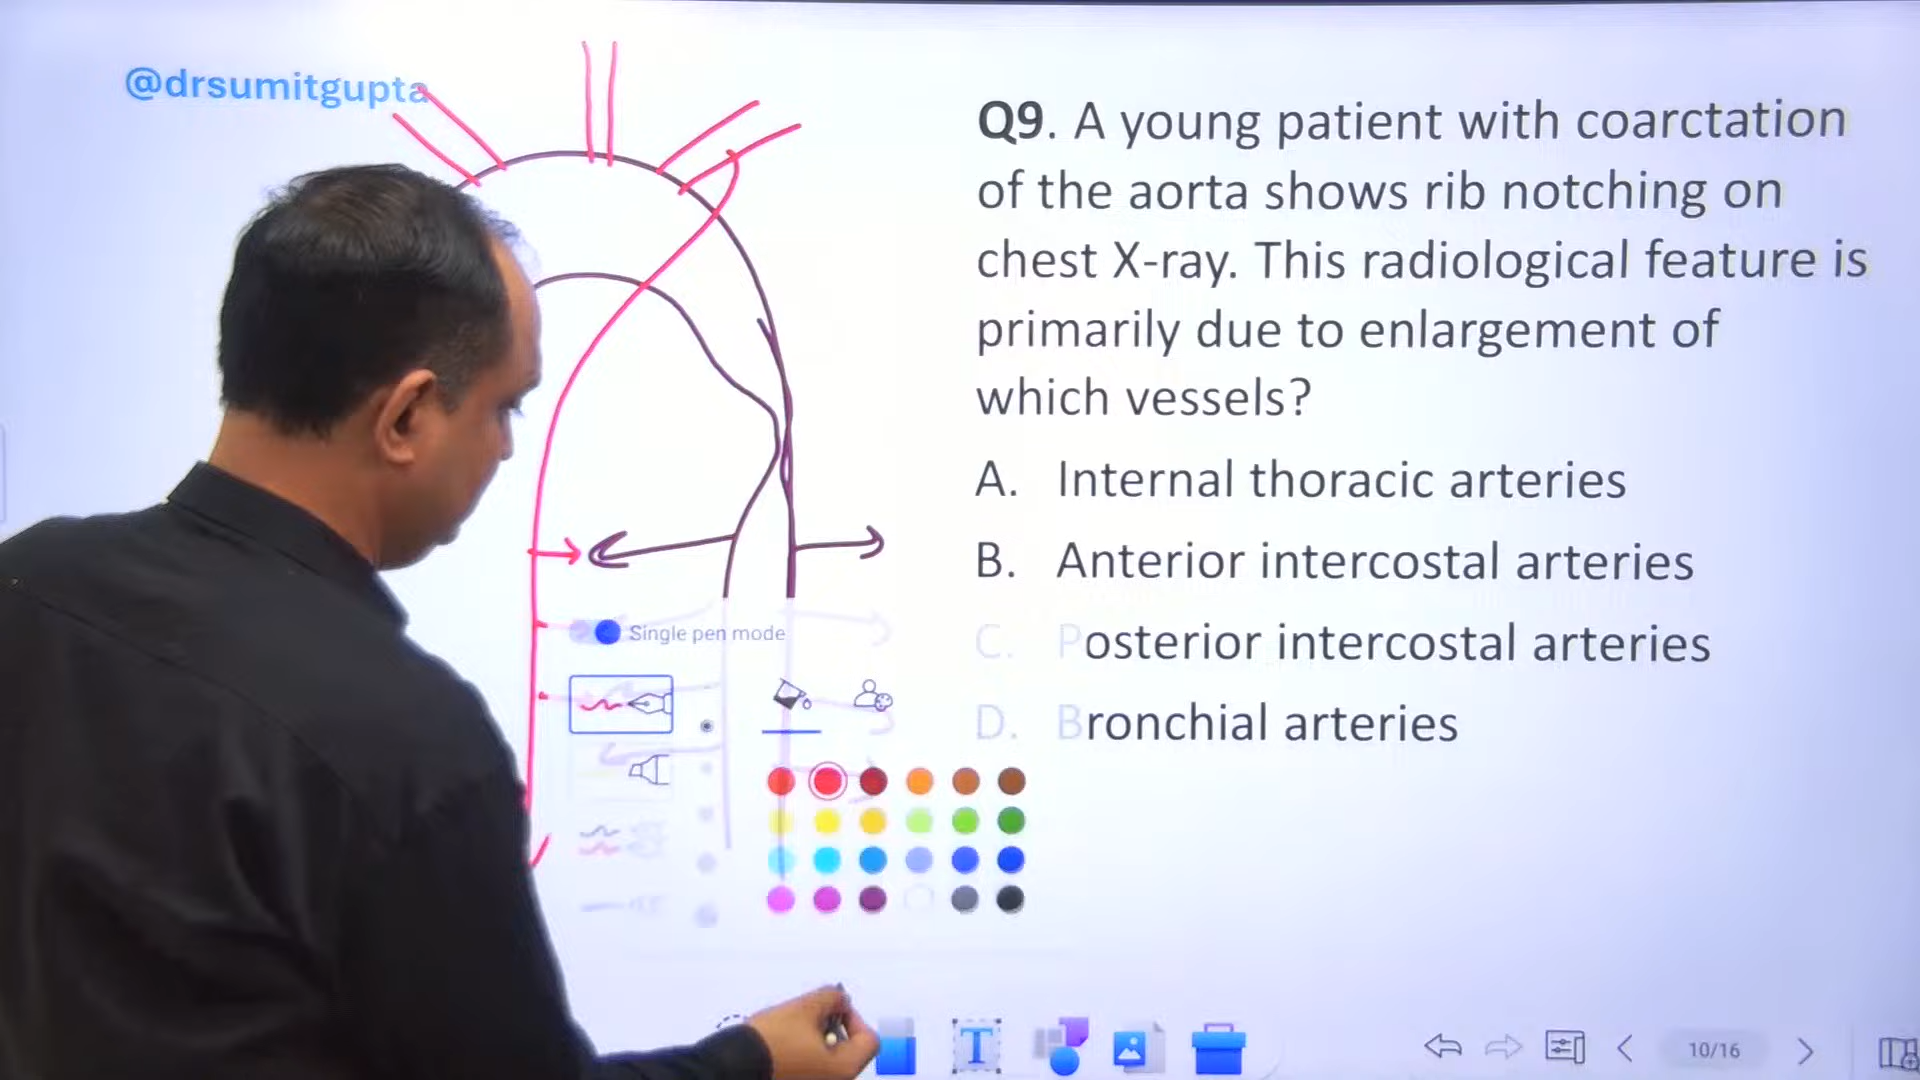 @drsumitgupta
Q9. A young patient with coarctation
of the aorta shows rib notching on
chest X-ray. This radiological feature is
primarily due to enlargement of
which vessels?
A. Internal thoracic arteries
B. Anterior intercostal arteries
C. Posterior intercostal arteries
D. Bronchial arteries
Single pen mode
T
10/16